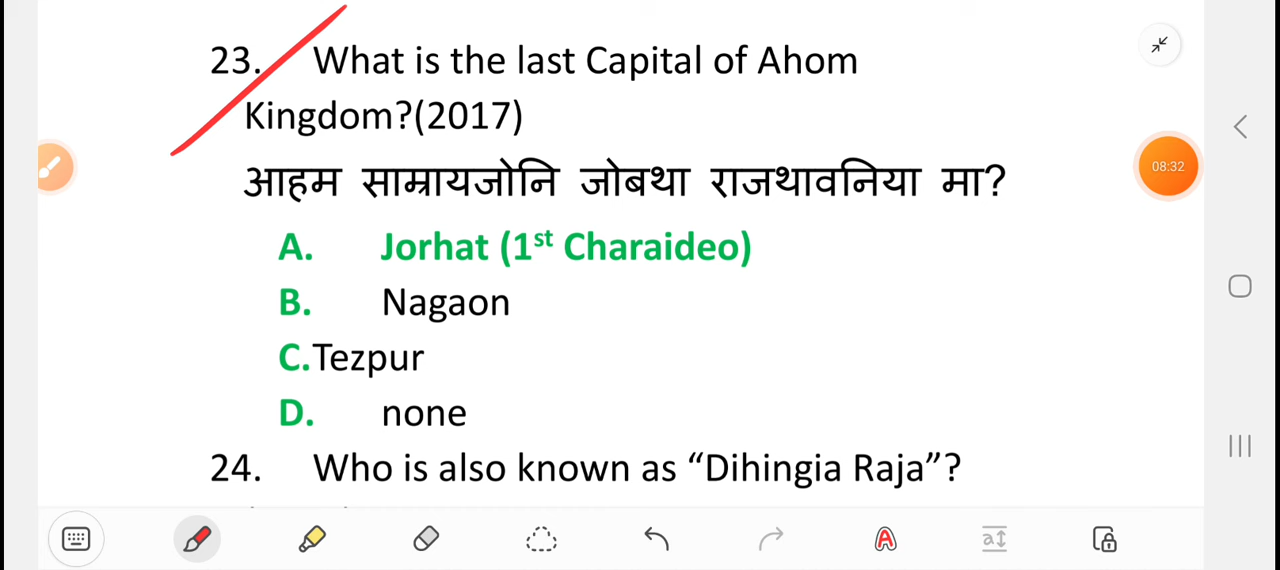 23. What is the last Capital of Ahom
Kingdom?(2017)
आहम साम्रायजोनि जोबथा राजथावनिया मा?
A. Jorhat (1st Charaideo)
08:32
B. Nagaon
C.Tezpur
D. none
24. Who is also known as “Dihingia Raja”?